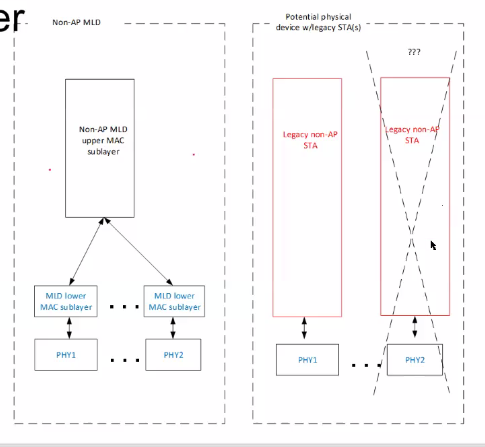 er
Non-AP MLD
Potential physical
device w/legacy STA(s)
???
Non-AP MLD
upper MAC
sublayer
Legacy non-AP
STA
Legacy non-AP
STA
MLD lower
MAC sublayer
. . .
MLD lower
MAC sublayer
PHY1
. . .
PHY2
PHY1
. . .
PHY2